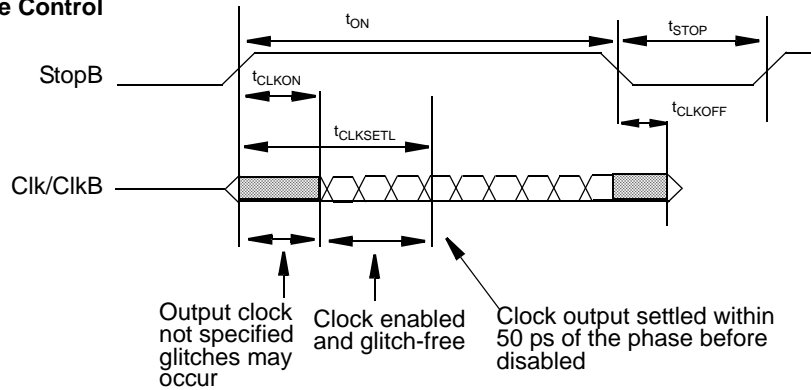 e Control
tON
tSTOP
StopB
tCLKON
tCLKOFF
tCLKSETL
Clk/ClkB
Output clock
not specified
glitches may
occur
Clock enabled
and glitch-free
Clock output settled within
50 ps of the phase before
disabled